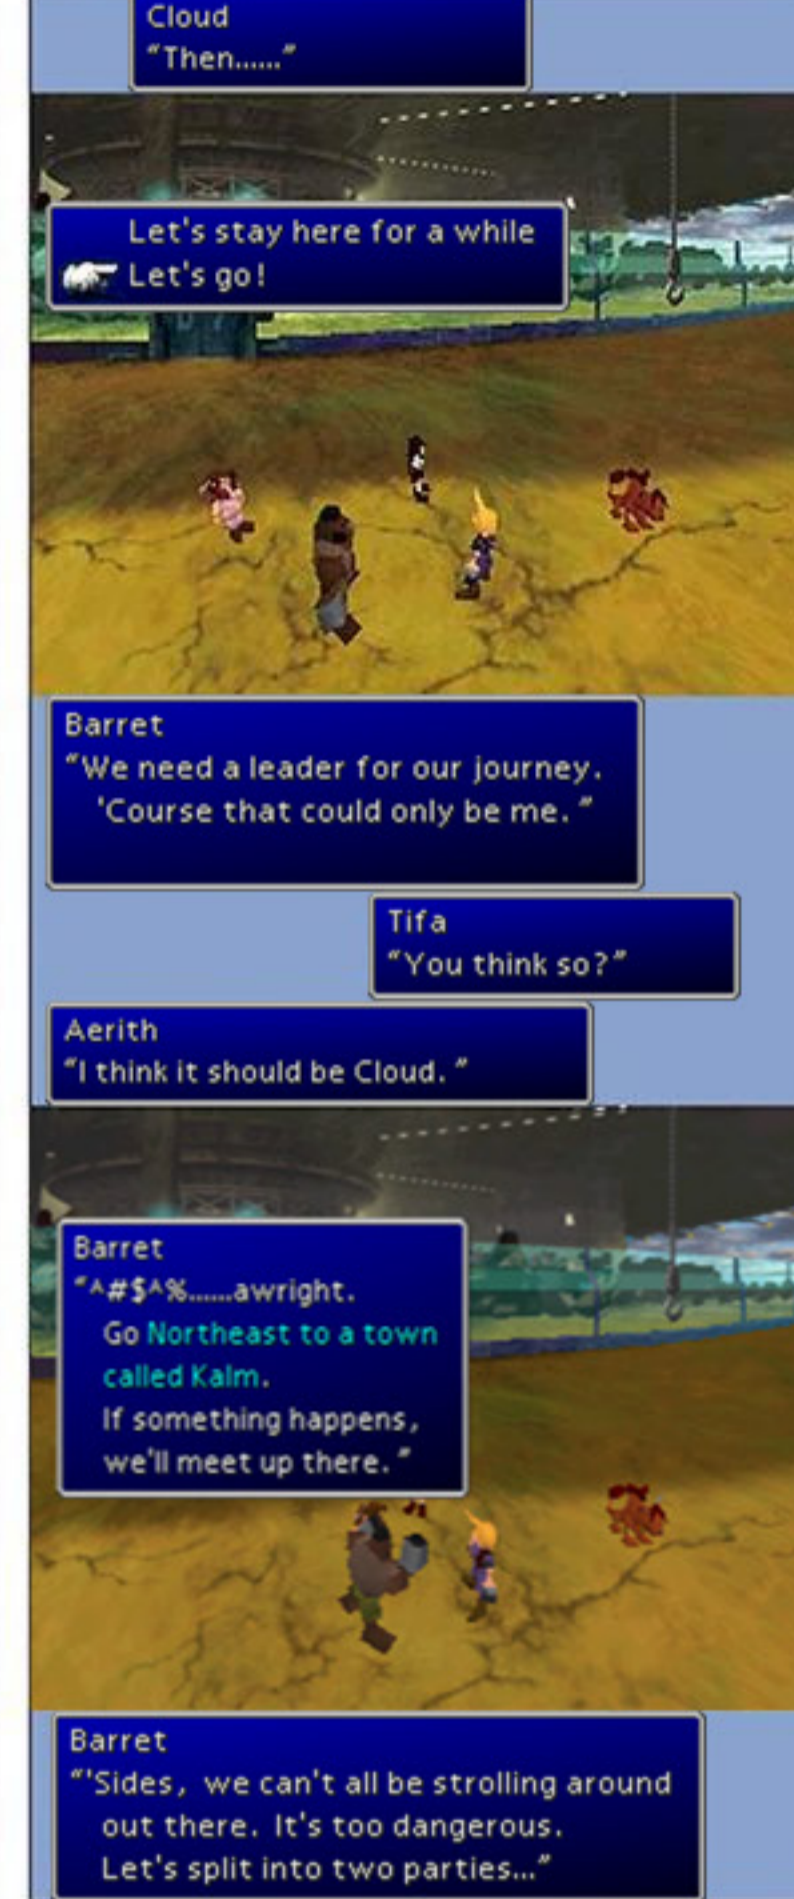 Cloud
“Then……”
Let's stay here for a while
Let's go!
Barret
“We need a leader for our journey.
'Course that could only be me.”
Tifa
“You think so?”
Aerith
“I think it should be Cloud.”
Barret
“^#$^%……awright.
Go Northeast to a town
called Kalm.
If something happens,
we'll meet up there.”
Barret
“'Sides, we can't all be strolling around
out there. It's too dangerous.
Let's split into two parties…”